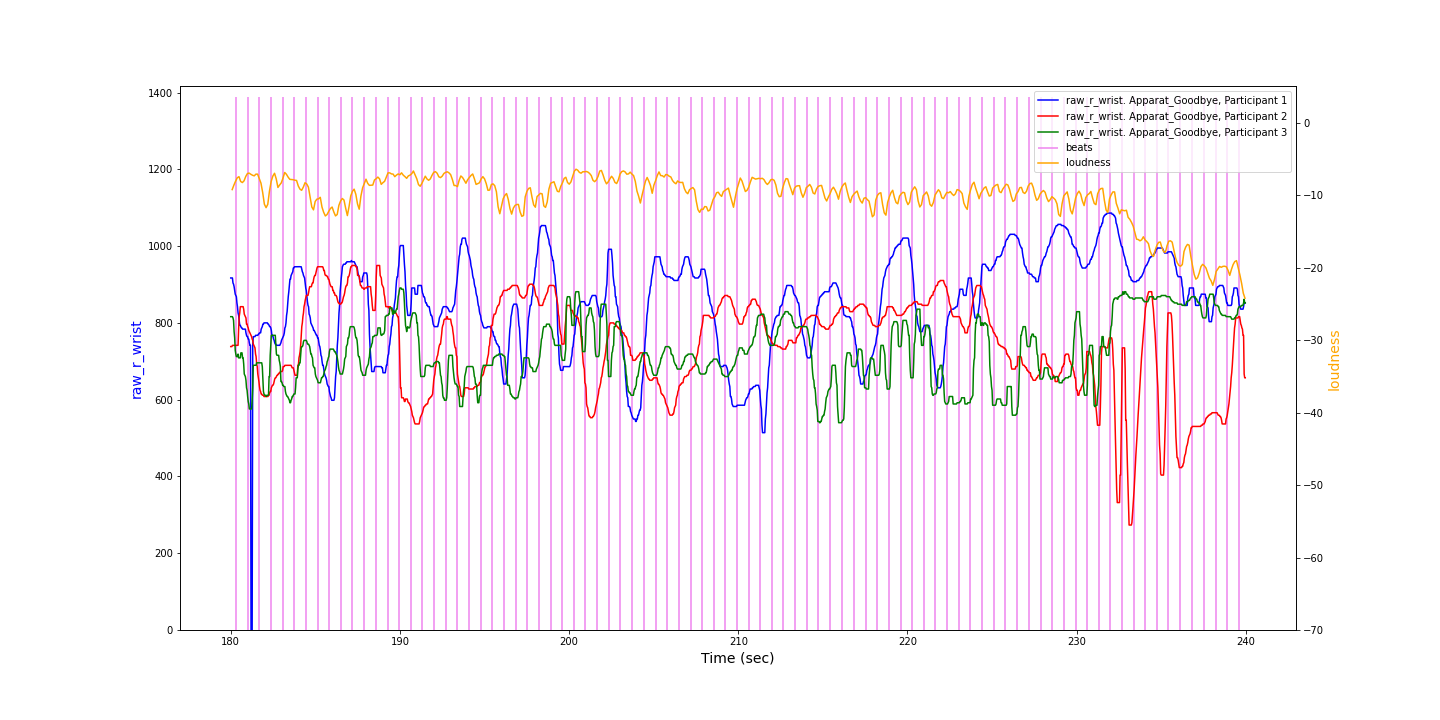 1400
1200
1000
800
600
400
200
0
raw_r_wrist
raw_r_wrist. Apparat_Goodbye, Participant 1
raw_r_wrist. Apparat_Goodbye, Participant 2
raw_r_wrist. Apparat_Goodbye, Participant 3
beats
loudness
0
−10
−20
−30
−40
−50
−60
−70
loudness
180
190
200
210
220
230
240
Time (sec)